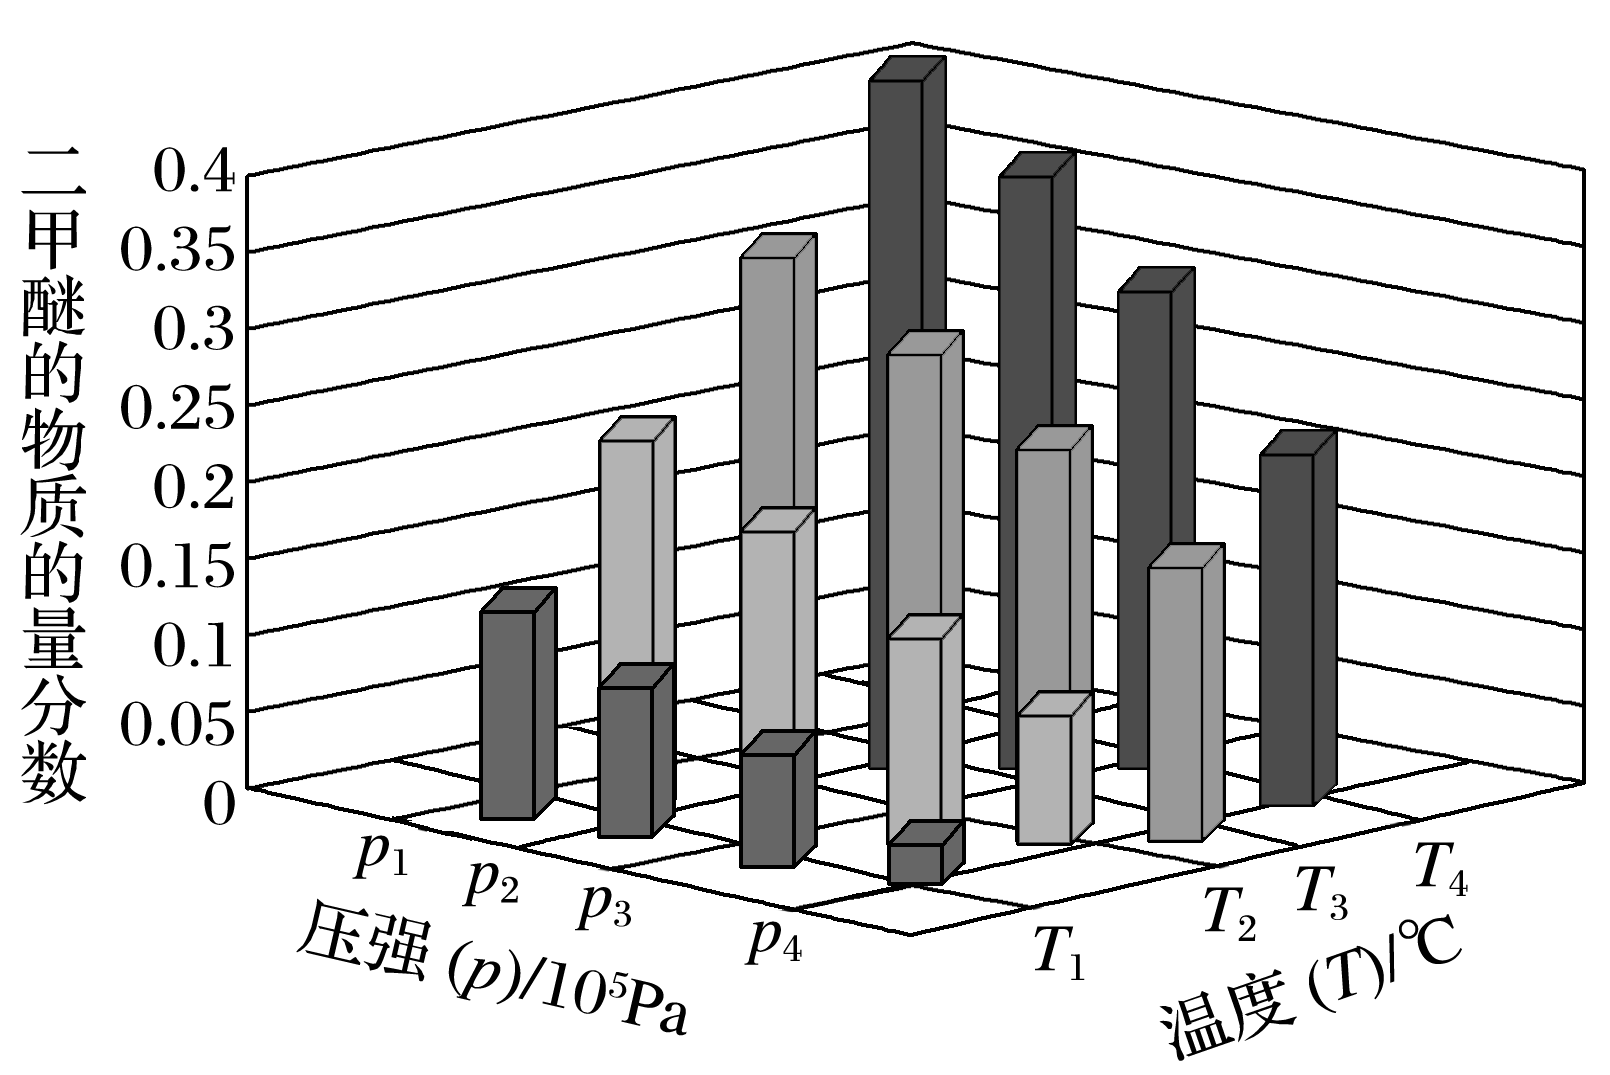 二甲醚的物质的量分数
0.4
0.35
0.3
0.25
0.2
0.15
0.1
0.05
0
p₁
p₂
p₃
p₄
压强 (p)/10⁵Pa
T₁
T₂
T₃
T₄
温度 (T)/℃